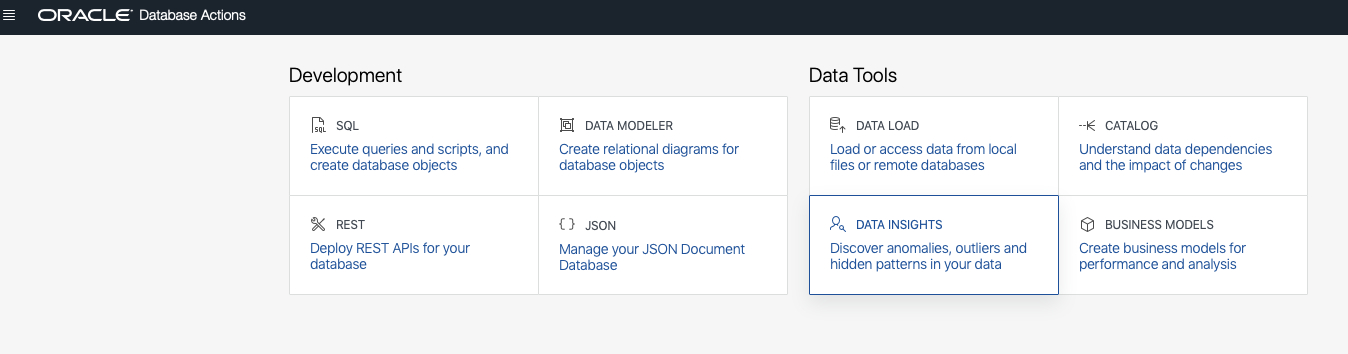 ORACLE Database Actions
Development
SQL
Execute queries and scripts, and
create database objects
DATA MODELER
Create relational diagrams for
database objects
REST
Deploy REST APIs for your
database
{ } JSON
Manage your JSON Document
Database
Data Tools
DATA LOAD
Load or access data from local
files or remote databases
CATALOG
Understand data dependencies
and the impact of changes
DATA INSIGHTS
Discover anomalies, outliers and
hidden patterns in your data
BUSINESS MODELS
Create business models for
performance and analysis